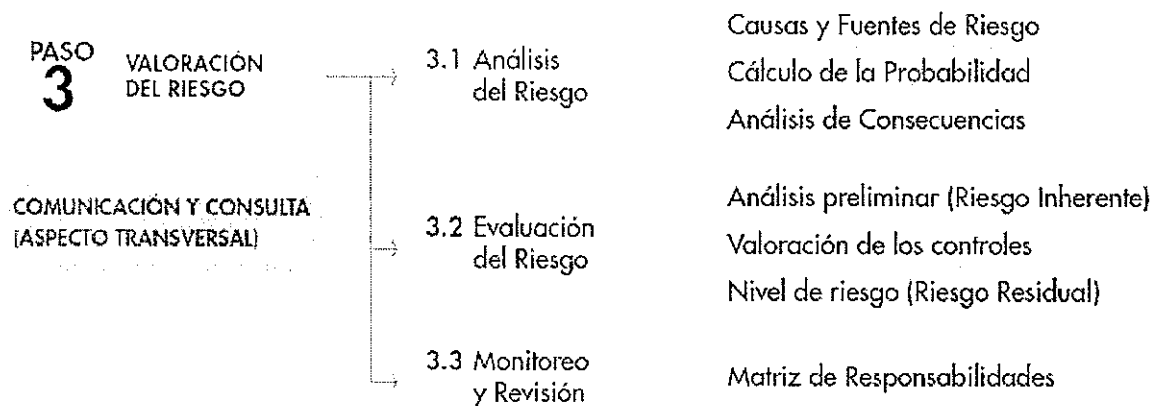 PASO
3
VALORACIÓN
DEL RIESGO
COMUNICACIÓN Y CONSULTA
(ASPECTO TRANSVERSAL)
3.1 Análisis
del Riesgo
Causas y Fuentes de Riesgo
Cálculo de la Probabilidad
Análisis de Consecuencias
3.2 Evaluación
del Riesgo
Análisis preliminar (Riesgo Inherente)
Valoración de los controles
Nivel de riesgo (Riesgo Residual)
3.3 Monitoreo
y Revisión
Matriz de Responsabilidades